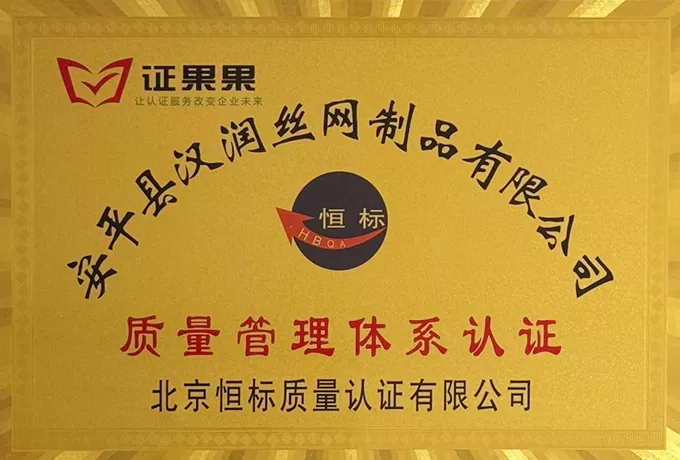 证果果
让认证服务改变企业未来
安平县汉润丝网制品有限公司
恒标
HBQA
质量管理体系认证
北京恒标质量认证有限公司